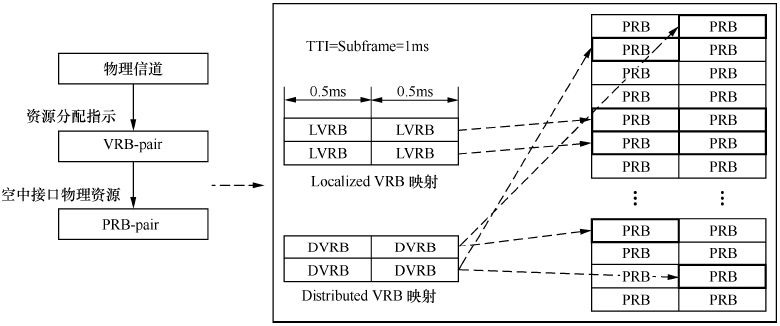 物理信道
资源分配指示
VRB-pair
空中接口物理资源
PRB-pair
TTI=Subframe=1ms
0.5ms 0.5ms
LVRB LVRB
LVRB LVRB
Localized VRB 映射
DVRB DVRB
DVRB DVRB
Distributed VRB 映射
PRB PRB
PRB PRB
PRB PRB
PRB PRB
PRB PRB
PRB PRB
PRB PRB
PRB PRB
PRB PRB
PRB PRB
PRB PRB